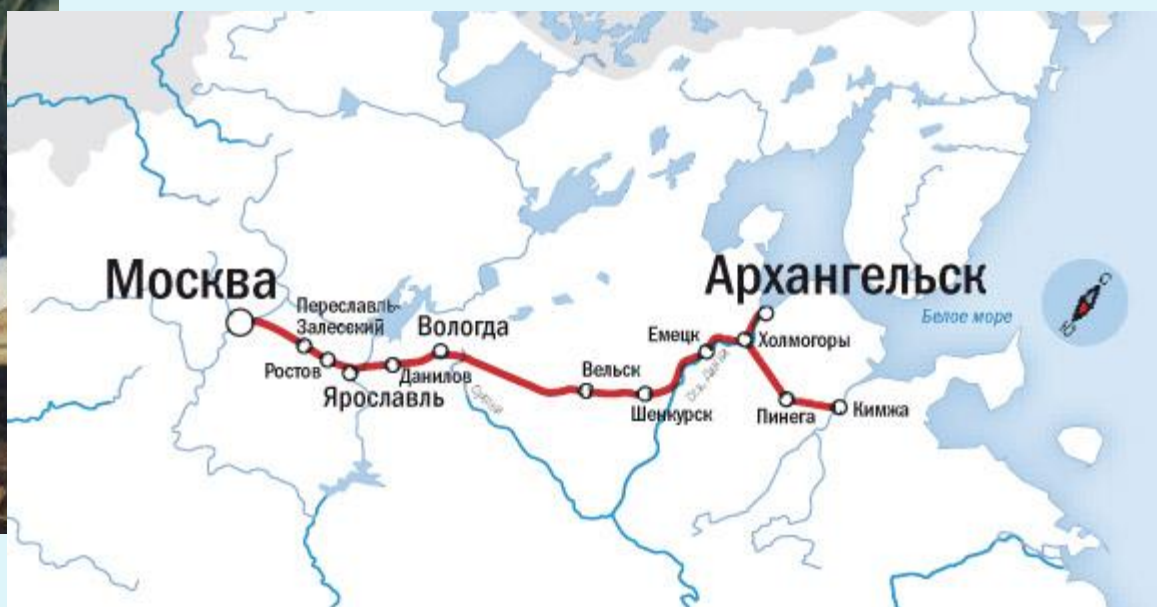 Москва
Переславль-
Залесский
Ростов
Ярославль
Данилов
Вологда
Вельск
Шенкурск
Емецк
Архангельск
Холмогоры
Пинега
Кимжа
Белое море
С
Ю